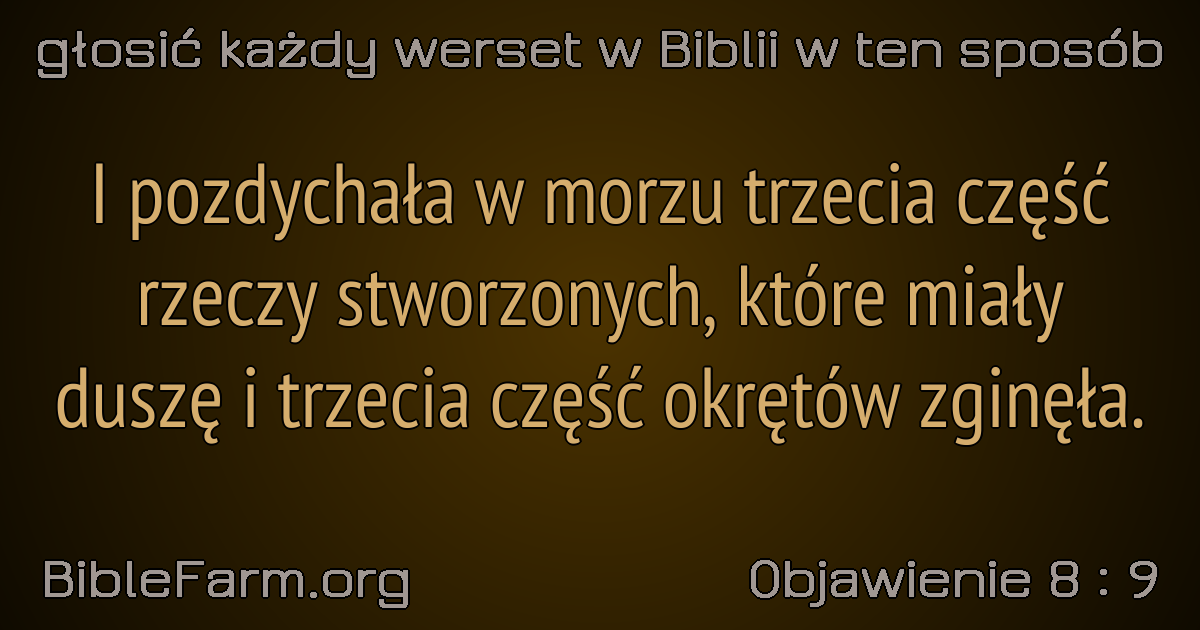 głosić każdy werset w Biblii w ten sposób
I pozdychała w morzu trzecia część
rzeczy stworzonych, które miały
duszę i trzecia część okrętów zginęła.
BibleFarm.org
Objawienie 8 : 9